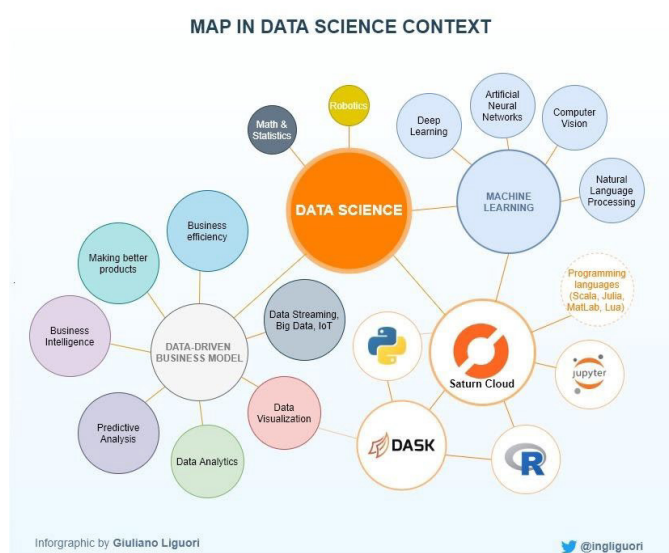 MAP IN DATA SCIENCE CONTEXT
Robotics
Math &
Statistics
DATA SCIENCE
Deep
Learning
Artificial
Neural
Networks
Computer
Vision
MACHINE
LEARNING
Natural
Language
Processing
Business
efficiency
Making better
products
Business
Intelligence
DATA-DRIVEN
BUSINESS MODEL
Data Streaming,
Big Data, IoT
Predictive
Analysis
Data Analytics
Data
Visualization
Programming
languages
(Scala, Julia,
MatLab, Lua)
Saturn Cloud
jupyter
DASK
R
Inforgraphic by Giuliano Liguori
@ingliguori